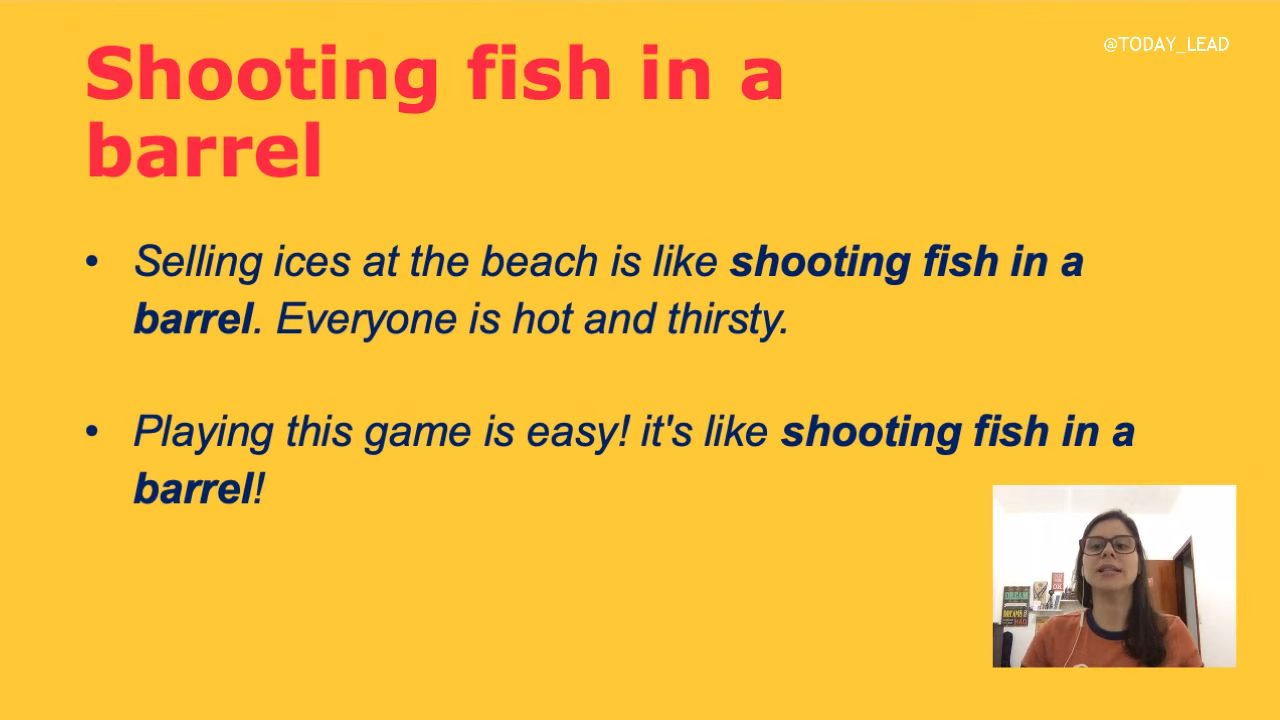 @TODAY_LEAD
Shooting fish in a
barrel
• Selling ices at the beach is like shooting fish in a
barrel. Everyone is hot and thirsty.
• Playing this game is easy! it's like shooting fish in a
barrel!
DREAM